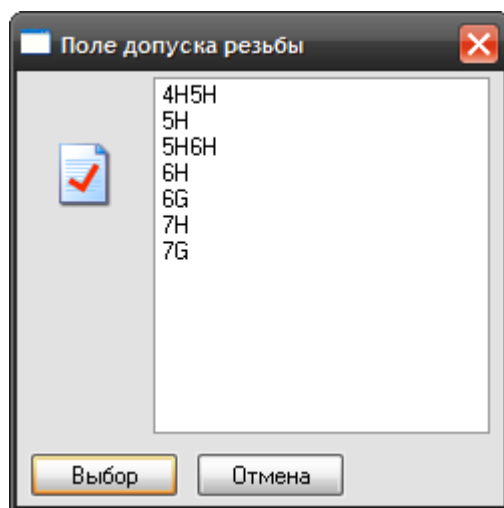 Поле допуска резьбы
4H5H
5H
5H6H
6H
6G
7H
7G
Выбор
Отмена